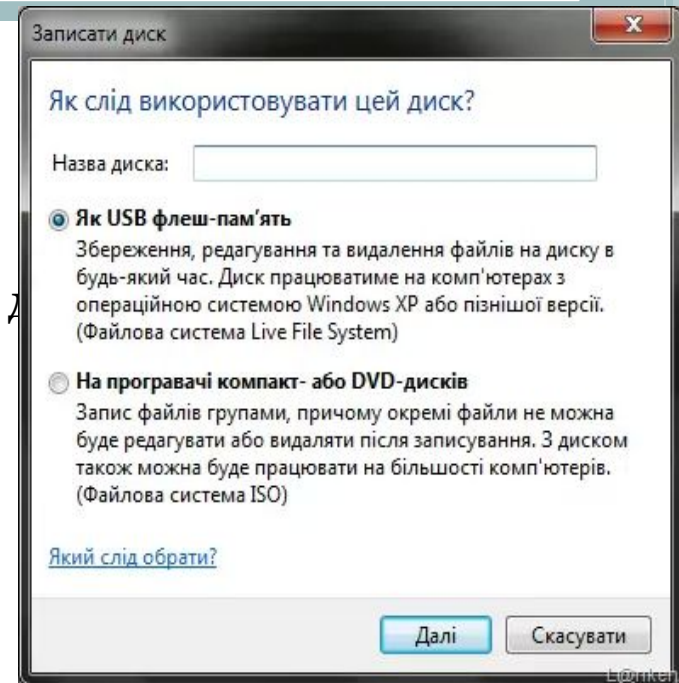 Записати диск
Як слід використовувати цей диск?
Назва диска:
Як USB флеш-пам'ять
Збереження, редагування та видалення файлів на диску в
будь-який час. Диск працюватиме на комп'ютерах з
операційною системою Windows XP або пізнішої версії.
(Файлова система Live File System)
На програвачі компакт- або DVD-дисків
Запис файлів групами, причому окремі файли не можна
буде редагувати або видаляти після записування. З диском
також можна буде працювати на більшості комп'ютерів.
(Файлова система ISO)
Який слід обрати?
Далі
Скасувати
L@nken